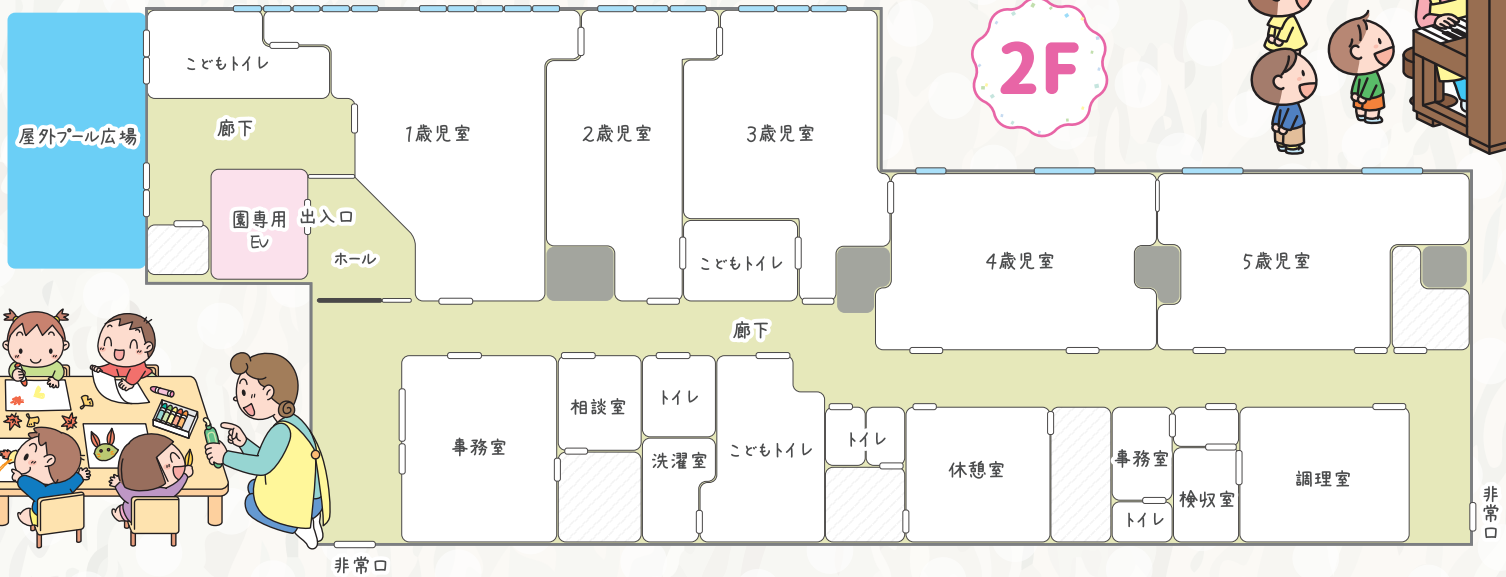 2F
こどもトイレ
屋外プール広場
廊下
1歳児室
2歳児室
3歳児室
園専用
EV
出入口
ホール
こどもトイレ
4歳児室
5歳児室
廊下
事務室
相談室
トイレ
洗濯室
こどもトイレ
トイレ
休憩室
事務室
トイレ
検収室
調理室
非常口
非常口